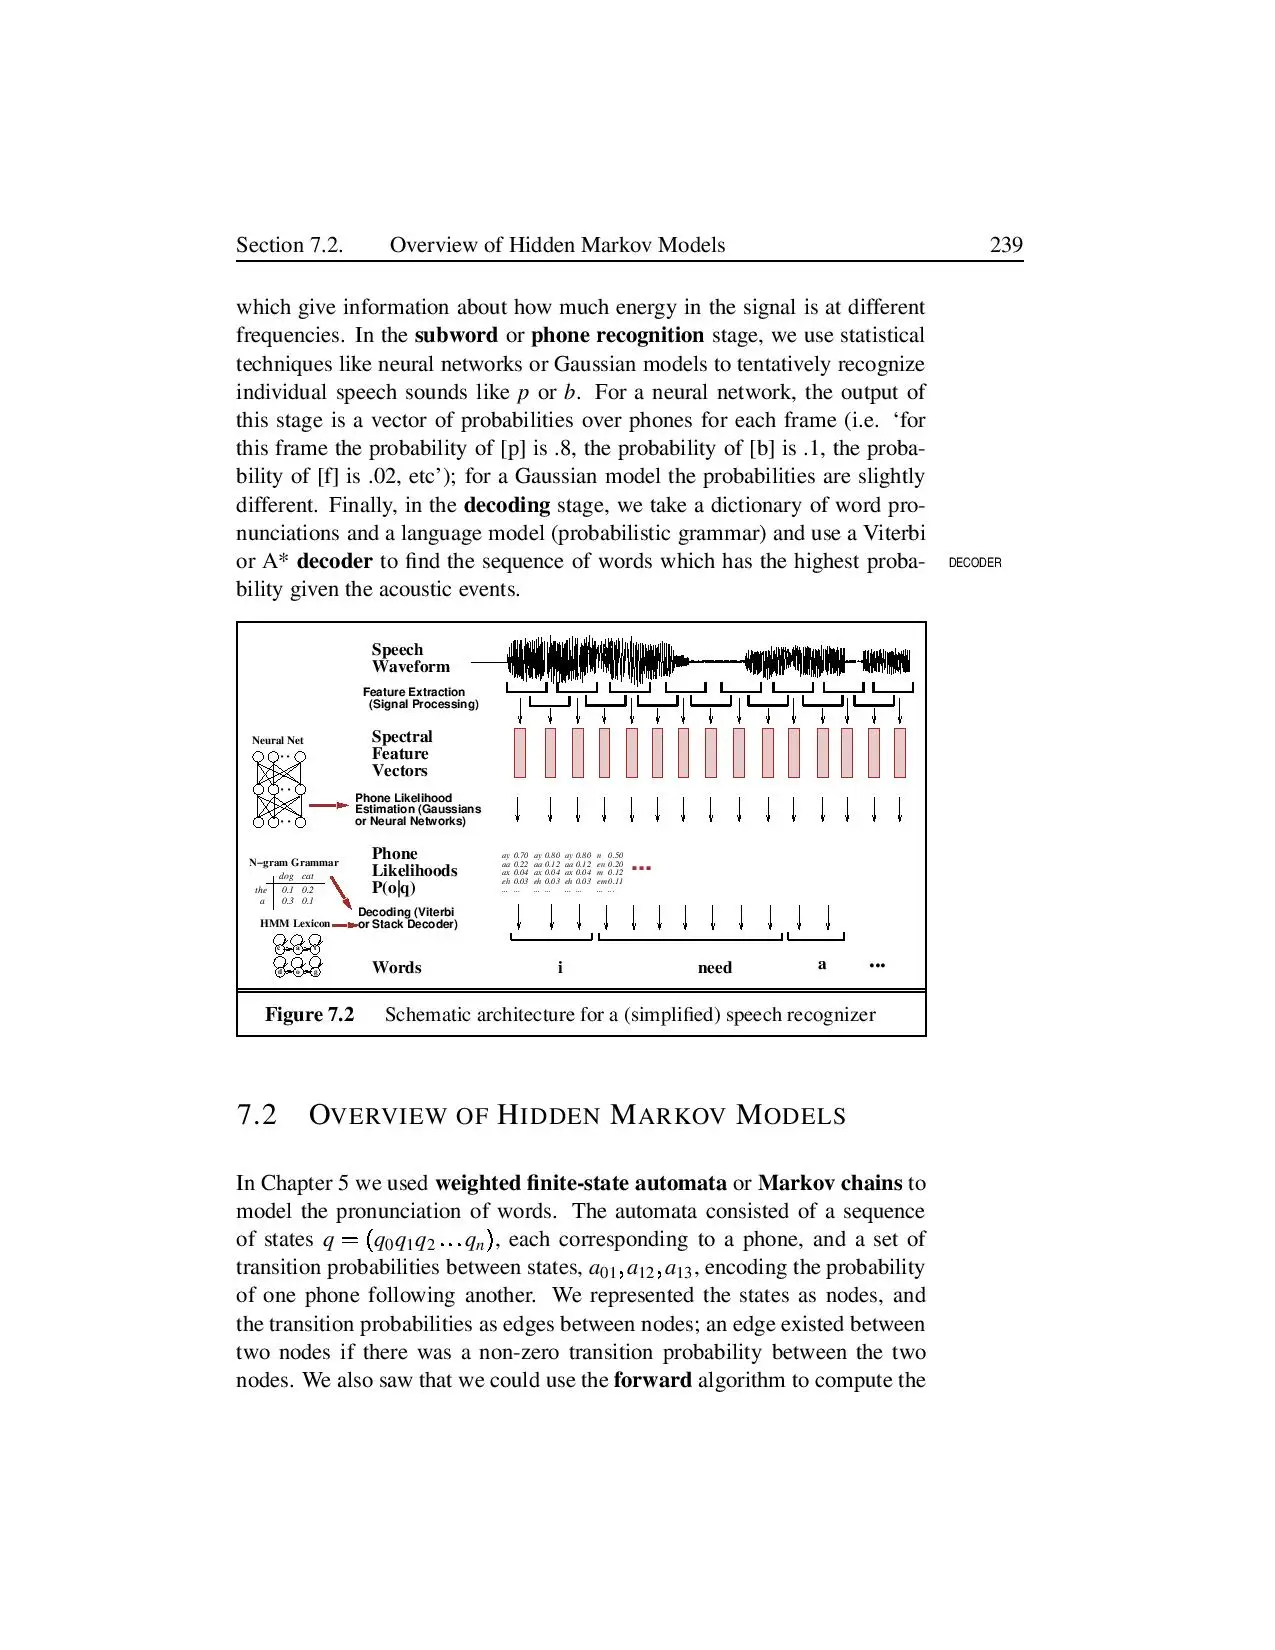 Section 7.2. Overview of Hidden Markov Models 239
which give information about how much energy in the signal is at different
frequencies. In the subword or phone recognition stage, we use statistical
techniques like neural networks or Gaussian models to tentatively recognize
individual speech sounds like p or b. For a neural network, the output of
this stage is a vector of probabilities over phones for each frame (i.e. ‘for
this frame the probability of [p] is .8, the probability of [b] is .1, the proba-
bility of [f] is .02, etc’); for a Gaussian model the probabilities are slightly
different. Finally, in the decoding stage, we take a dictionary of word pro-
nunciations and a language model (probabilistic grammar) and use a Viterbi
or A* decoder to find the sequence of words which has the highest proba-
DECODER
bility given the acoustic events.
Speech
Waveform
Feature Extraction
(Signal Processing)
Neural Net
Spectral
Feature
Vectors
Phone Likelihood
Estimation (Gaussians
or Neural Networks)
N−gram Grammar
dog cat
the 0.1 0.2
a 0.3 0.1
Phone
Likelihoods
P(o|q)
ay 0.70 ay 0.80 ay 0.80 n 0.50
aa 0.22 aa 0.12 aa 0.12 en 0.20
ax 0.04 ax 0.04 ax 0.04 m 0.12
eh 0.03 eh 0.03 eh 0.03 em 0.11
... ... ... ... ... ... ... ...
...
Decoding (Viterbi
or Stack Decoder)
HMM Lexicon
Words i need a ...
Figure 7.2 Schematic architecture for a (simplified) speech recognizer
7.2 OVERVIEW OF HIDDEN MARKOV MODELS
In Chapter 5 we used weighted finite-state automata or Markov chains to
model the pronunciation of words. The automata consisted of a sequence
of states q = (q0q1q2 ...qn), each corresponding to a phone, and a set of
transition probabilities between states, a01,a12,a13, encoding the probability
of one phone following another. We represented the states as nodes, and
the transition probabilities as edges between nodes; an edge existed between
two nodes if there was a non-zero transition probability between the two
nodes. We also saw that we could use the forward algorithm to compute the